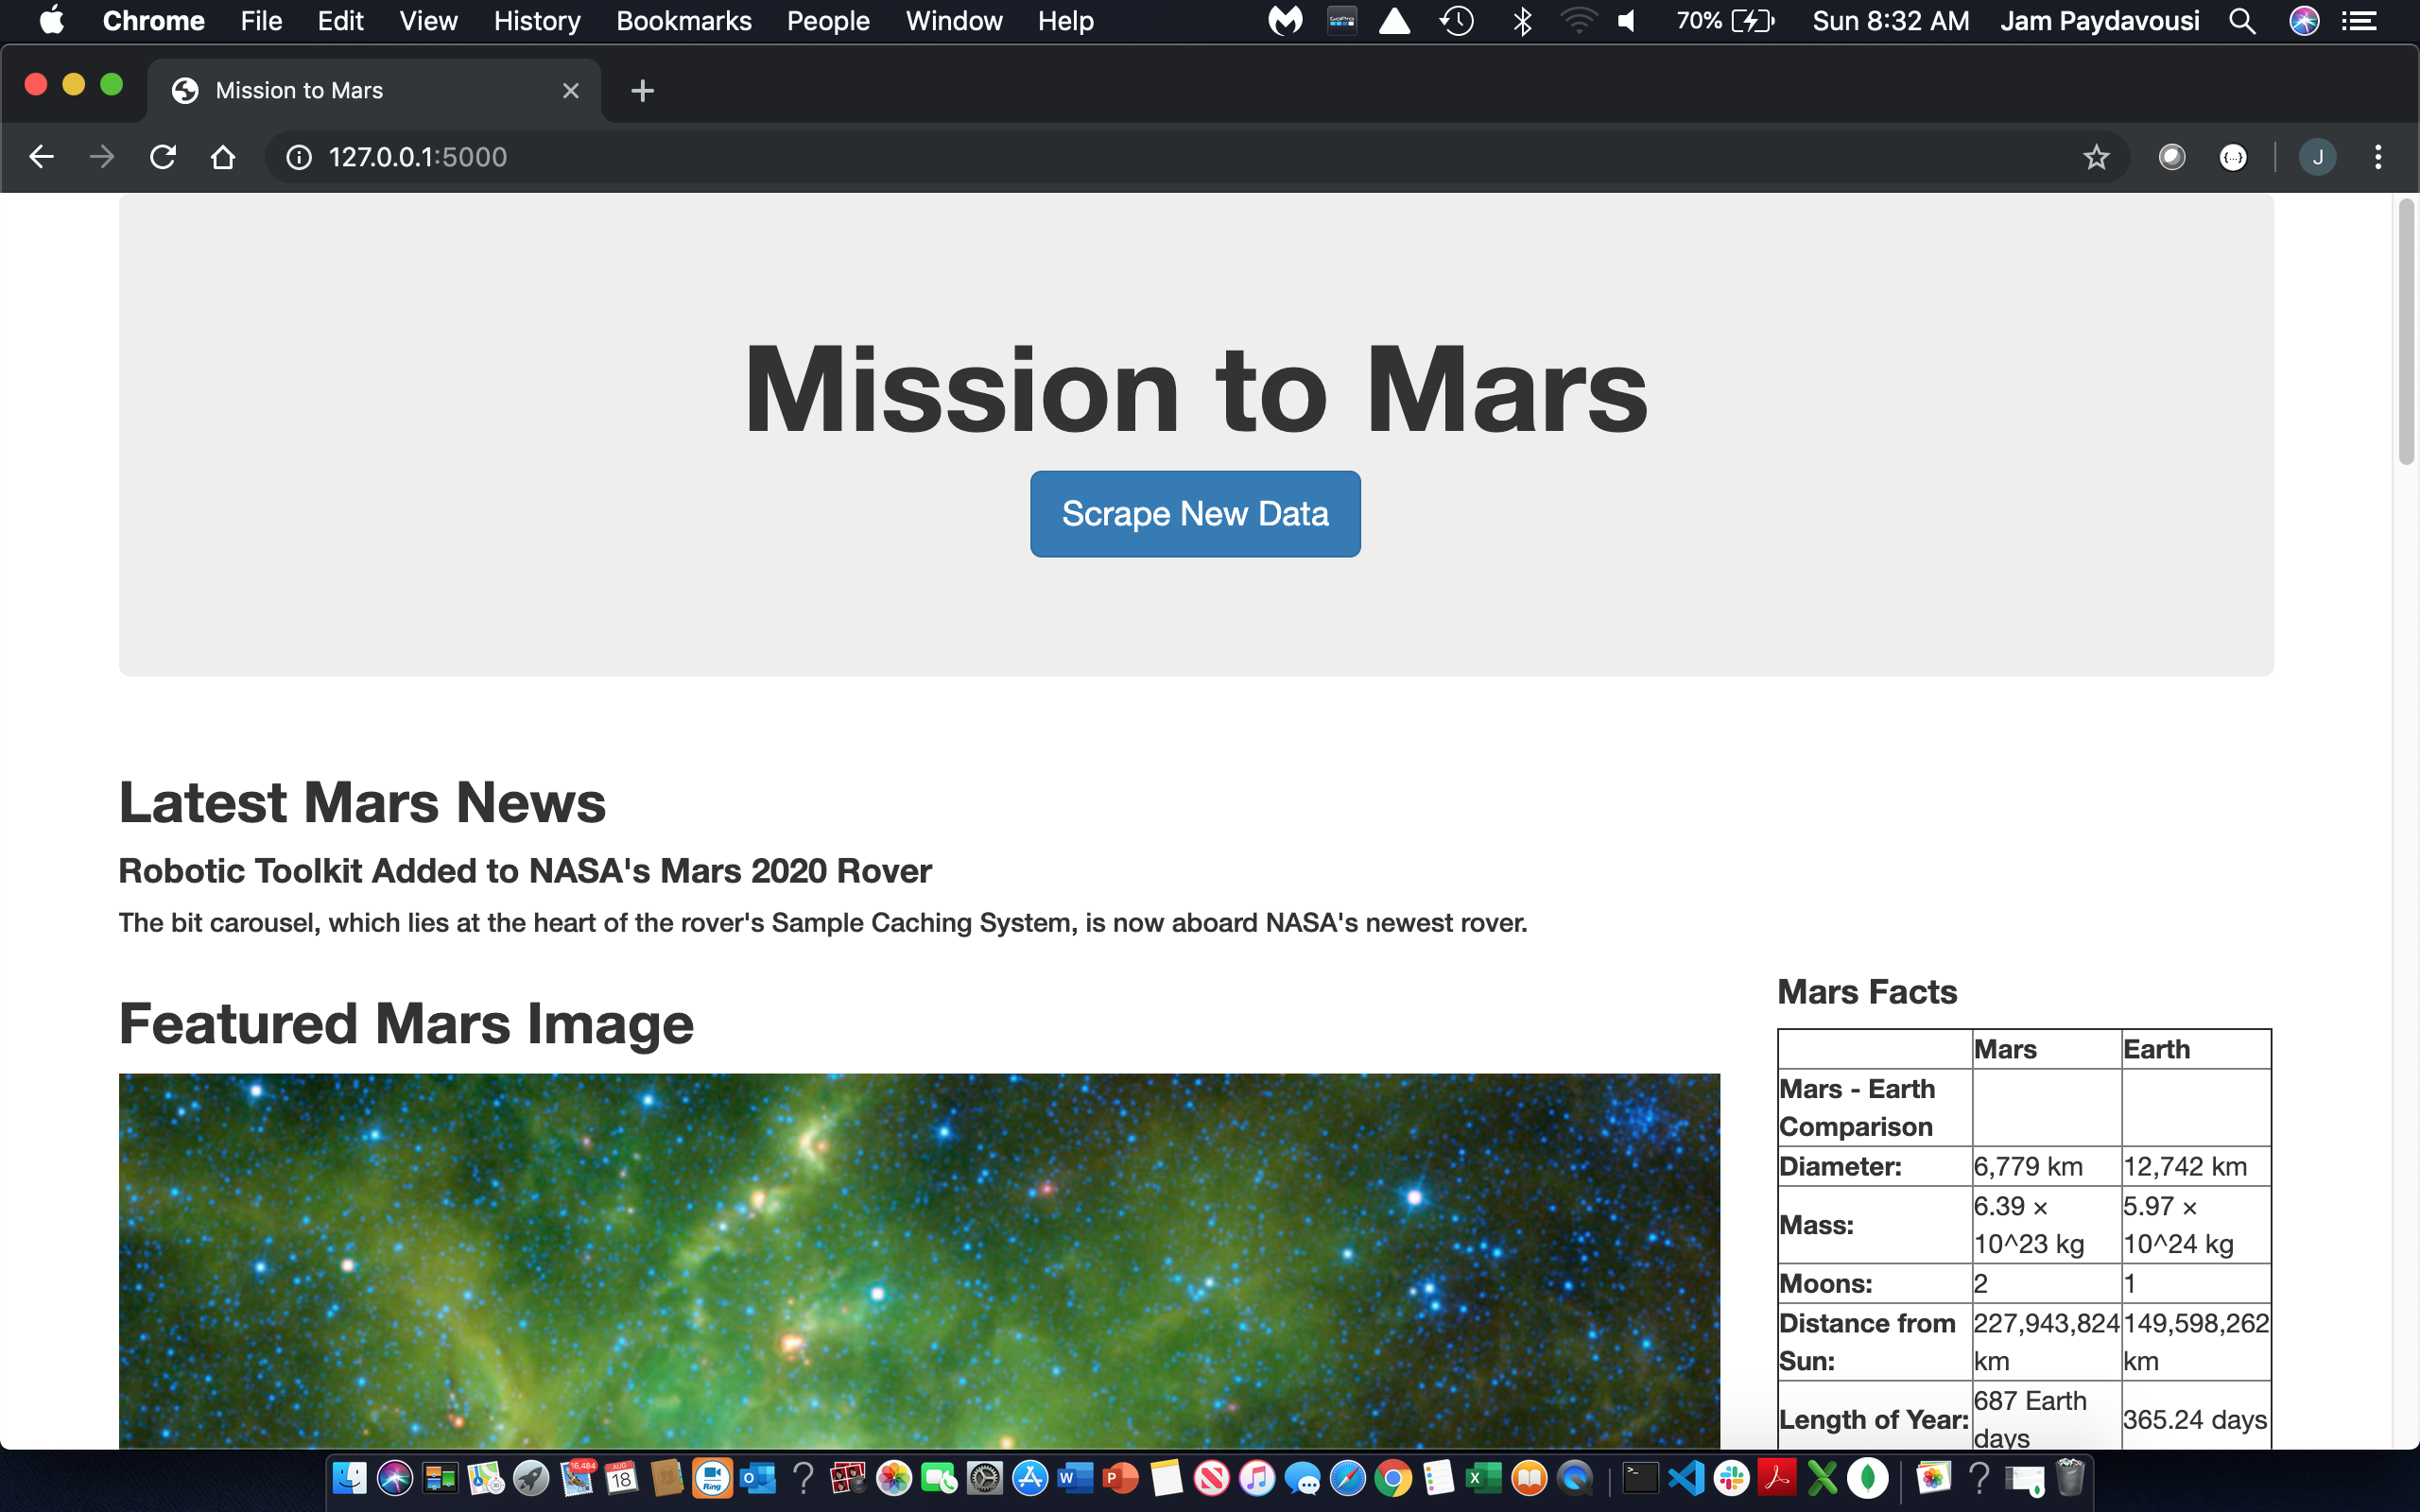 Chrome File Edit View History Bookmarks People Window Help 70% Sun 8:32 AM Jam Paydavousi
Mission to Mars
127.0.0.1:5000
J
Mission to Mars
Scrape New Data
Latest Mars News
Robotic Toolkit Added to NASA's Mars 2020 Rover
The bit carousel, which lies at the heart of the rover's Sample Caching System, is now aboard NASA's newest rover.
Featured Mars Image
Mars Facts
Mars Earth
Mars - Earth
Comparison
Diameter: 6,779 km 12,742 km
Mass: 6.39 × 10^23 kg 5.97 × 10^24 kg
Moons: 2 1
Distance from Sun: 227,943,824 km 149,598,262 km
Length of Year: 687 Earth days 365.24 days
16,484
AUG
18
Ring